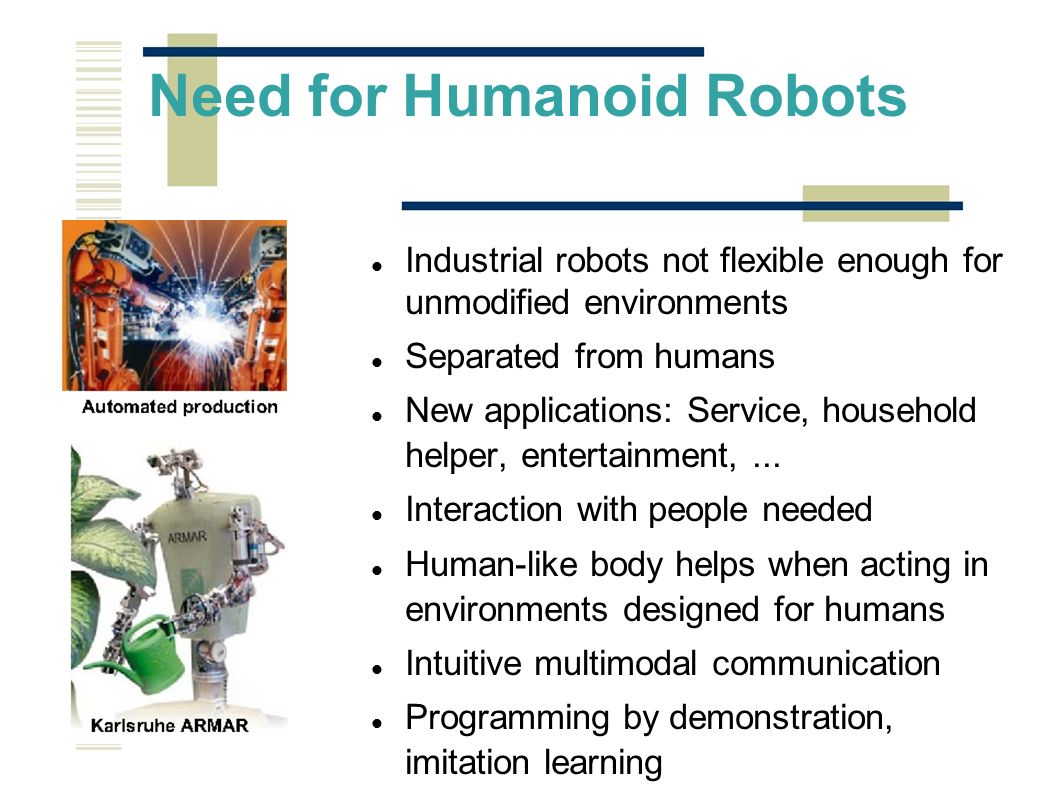 Need for Humanoid Robots
Automated production
ARMAR
Karlsruhe ARMAR
● Industrial robots not flexible enough for
unmodified environments
● Separated from humans
● New applications: Service, household
helper, entertainment, ...
● Interaction with people needed
● Human-like body helps when acting in
environments designed for humans
● Intuitive multimodal communication
● Programming by demonstration,
imitation learning